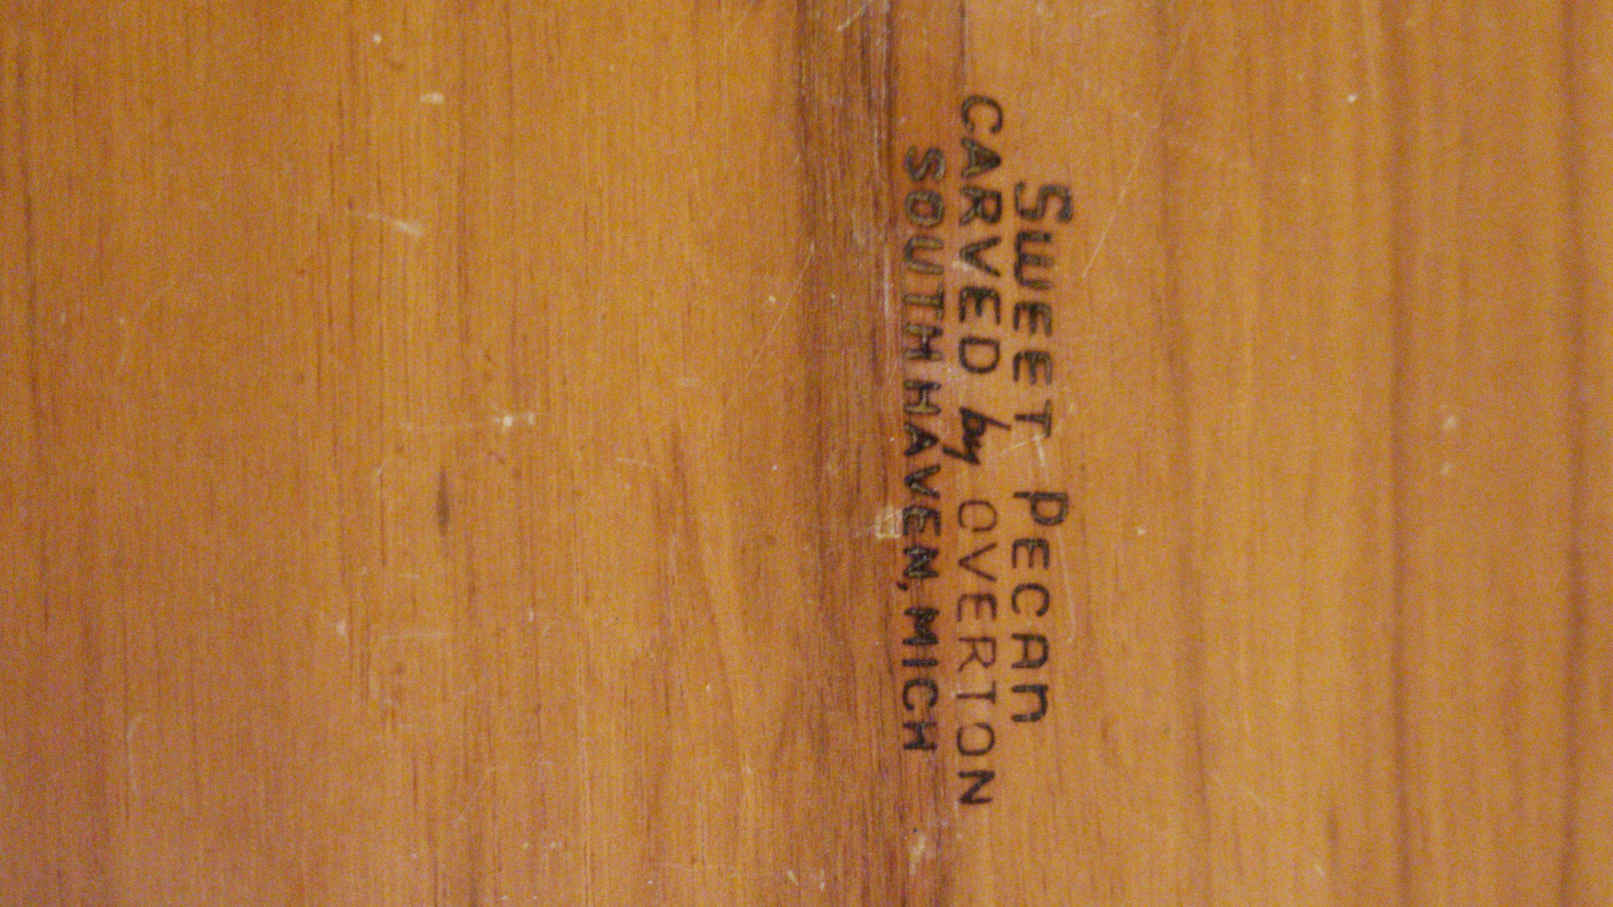 Sweet Pecan
CARVED by OVERTON
SOUTH HAVEN, MICH